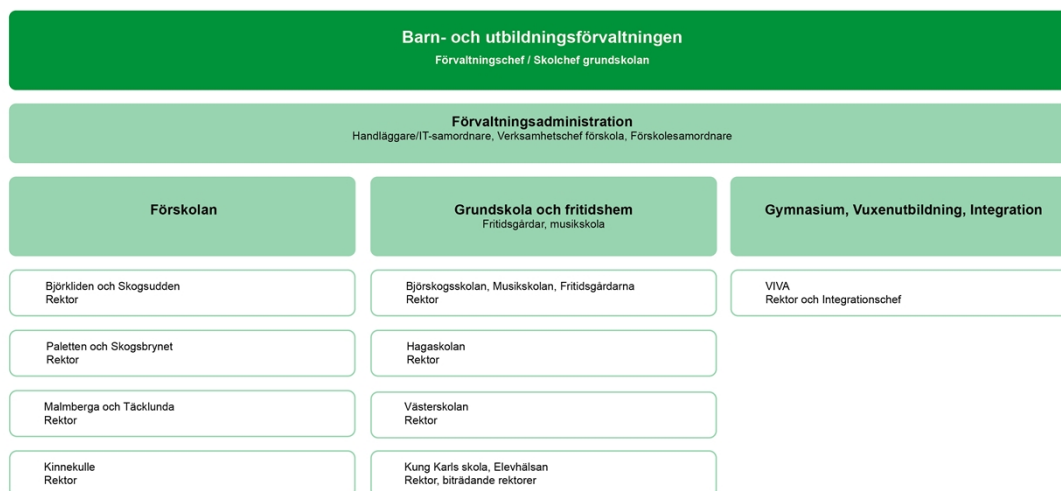 Barn- och utbildningsförvaltningen
Förvaltningschef / Skolchef grundskolan
Förvaltningsadministration
Handläggare/IT-samordnare, Verksamhetschef förskola, Förskolesamordnare
Förskolan
Björkliden och Skogsudden
Rektor
Paletten och Skogsbrynet
Rektor
Malmberga och Täcklunda
Rektor
Kinnekulle
Rektor
Grundskola och fritidshem
Fritidsgårdar, musikskola
Björskogsskolan, Musikskolan, Fritidsgårdarna
Rektor
Hagaskolan
Rektor
Västerskolan
Rektor
Kung Karls skola, Elevhälsan
Rektor, biträdande rektorer
Gymnasium, Vuxenutbildning, Integration
VIVA
Rektor och Integrationschef